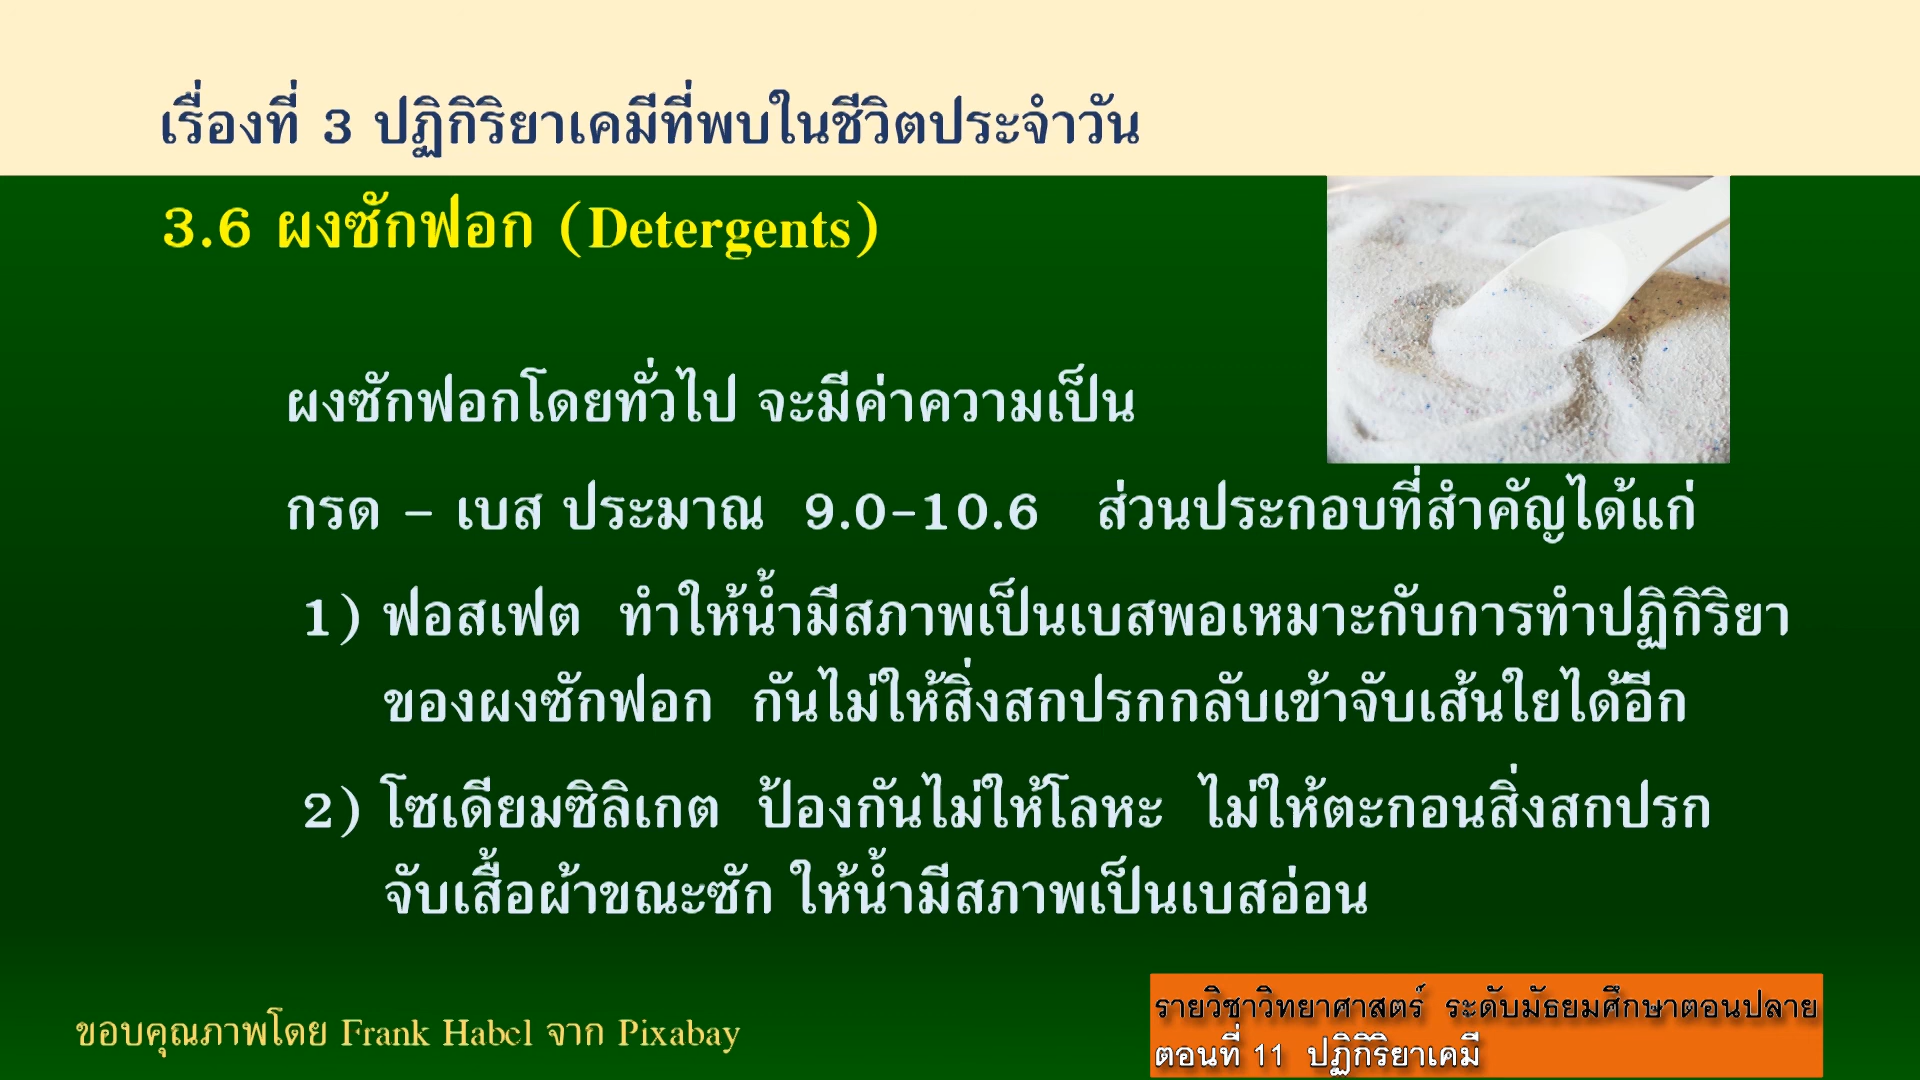 เรื่องที่ 3 ปฏิกิริยาเคมีที่พบในชีวิตประจำวัน
3.6 ผงซักฟอก (Detergents)
ผงซักฟอกโดยทั่วไป จะมีค่าความเป็น
กรด – เบส ประมาณ 9.0-10.6 ส่วนประกอบที่สำคัญได้แก่
1) ฟอสเฟต ทำให้น้ำมีสภาพเป็นเบสพอเหมาะกับการทำปฏิกิริยา
ของผงซักฟอก กันไม่ให้สิ่งสกปรกกลับเข้าจับเส้นใยได้อีก
2) โซเดียมซิลิเกต ป้องกันไม่ให้โลหะ ไม่ให้ตะกอนสิ่งสกปรก
จับเสื้อผ้าขณะซัก ให้น้ำมีสภาพเป็นเบสอ่อน
รายวิชาวิทยาศาสตร์ ระดับมัธยมศึกษาตอนปลาย
ตอนที่ 11 ปฏิกิริยาเคมี
ขอบคุณภาพโดย Frank Habel จาก Pixabay